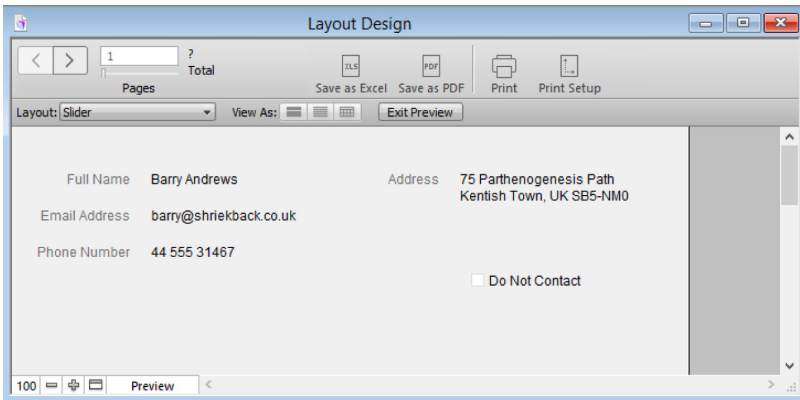 Layout Design
1
?
Total
Pages
XLS
Save as Excel
PDF
Save as PDF
Print
Print Setup
Layout: Slider
View As:
Exit Preview
Full Name Barry Andrews
Address 75 Parthenogenesis Path
Kentish Town, UK SB5-NM0
Email Address barry@shriekback.co.uk
Phone Number 44 555 31467
Do Not Contact
100
Preview